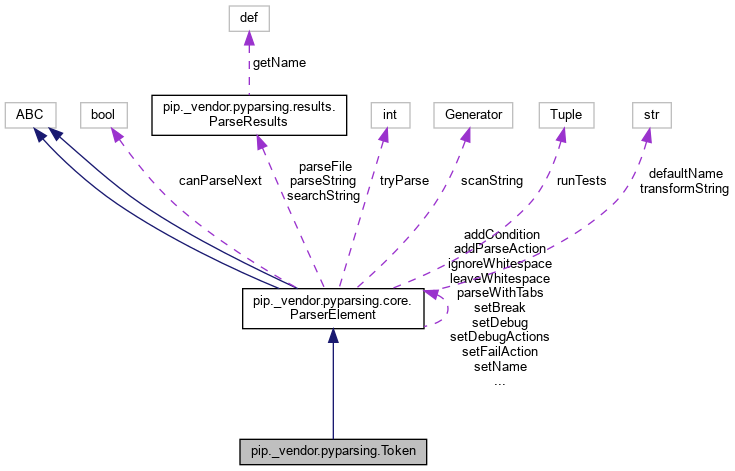 def
getName
pip._vendor.pyparsing.results.
ParseResults
ABC
bool
int
Generator
Tuple
str
canParseNext
parseFile
parseString
searchString
tryParse
scanString
runTests
defaultName
transformString
addCondition
addParseAction
ignoreWhitespace
leaveWhitespace
parseWithTabs
setBreak
setDebug
setDebugActions
setFailAction
setName
...
pip._vendor.pyparsing.core.
ParserElement
pip._vendor.pyparsing.Token